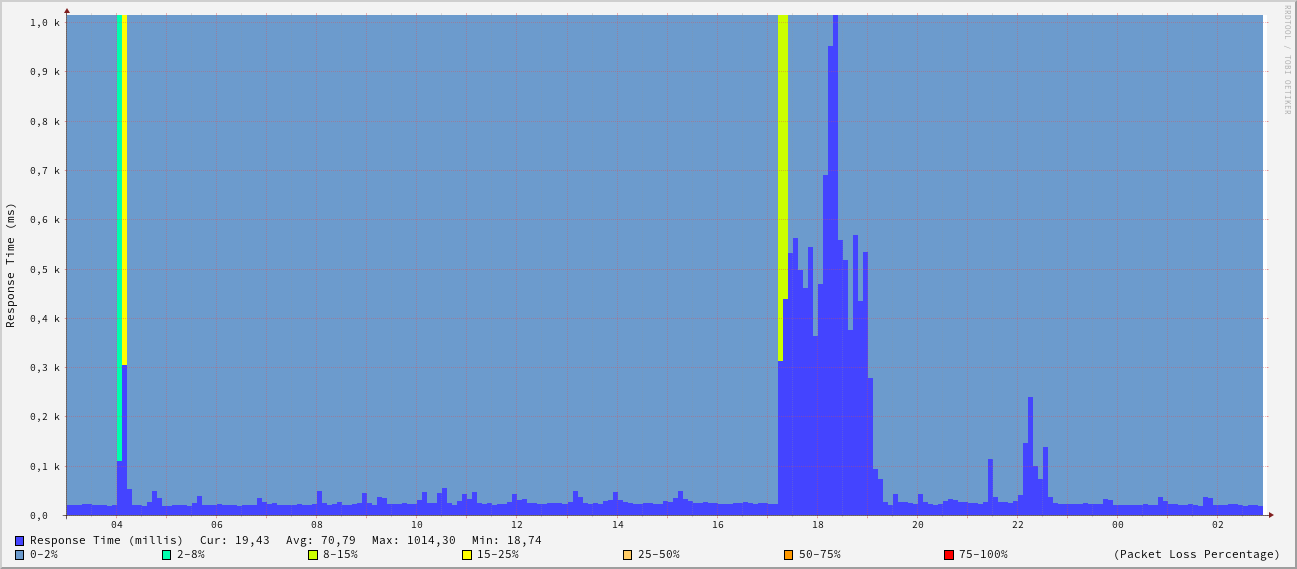 RRDTOOL / TOBI OETIKER
Response Time (ms)
1,0 k
0,9 k
0,8 k
0,7 k
0,6 k
0,5 k
0,4 k
0,3 k
0,2 k
0,1 k
0,0
04 06 08 10 12 14 16 18 20 22 00 02
Response Time (millis) Cur: 19,43 Avg: 70,79 Max: 1014,30 Min: 18,74
0-2% 2-8% 8-15% 15-25% 25-50% 50-75% 75-100% (Packet Loss Percentage)